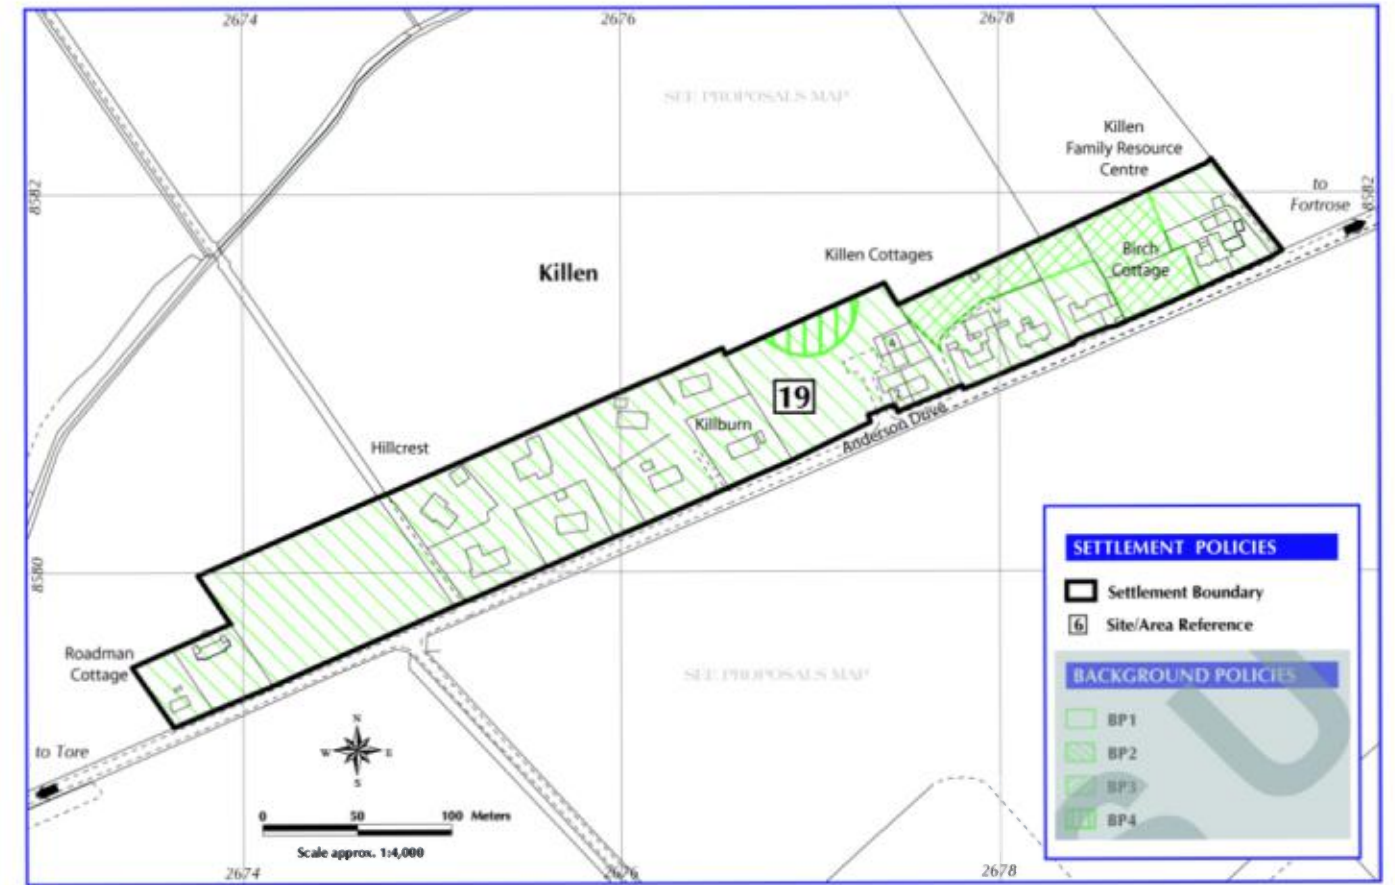 2674
2676
2678
SEE PROPOSALS MAP
Killen
Family Resource
Centre
8582
to
Fortrose
8582
Birch
Cottage
Killen Cottages
Killen
4
19
Killburn
Anderson Drive
Hillcrest
8580
SETTLEMENT POLICIES
Settlement Boundary
6 Site/Area Reference
Roadman
Cottage
SEE PROPOSALS MAP
BACKGROUND POLICIES
BP1
BP2
BP3
BP4
to Tore
N
W E
S
0 50 100 Meters
Scale approx. 1:4,000
2674
2676
2678